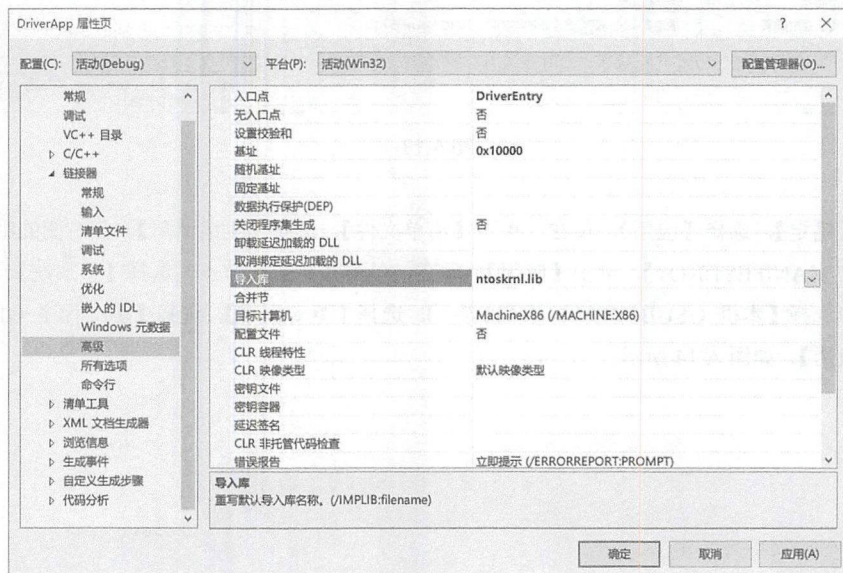 DriverApp 属性页
? ×
配置(C): 活动(Debug) 平台(P): 活动(Win32) 配置管理器(O)...
常规
调试
VC++ 目录
C/C++
链接器
常规
输入
清单文件
调试
系统
优化
嵌入的 IDL
Windows 元数据
高级
所有选项
命令行
清单工具
XML 文档生成器
浏览信息
生成事件
自定义生成步骤
代码分析
入口点 DriverEntry
无入口点 否
设置校验和 否
基址 0x10000
随机基址
固定基址
数据执行保护(DEP)
关闭程序集生成 否
卸载延迟加载的 DLL
取消绑定延迟加载的 DLL
导入库 ntoskrnl.lib
合并节
目标计算机 MachineX86 (/MACHINE:X86)
配置文件 否
CLR 线程特性
CLR 映像类型 默认映像类型
密钥文件
密钥容器
延迟签名
CLR 非托管代码检查
错误报告 立即提示 (/ERRORREPORT:PROMPT)
导入库
重写默认导入库名称。(/IMPLIB:filename)
确定 取消 应用(A)